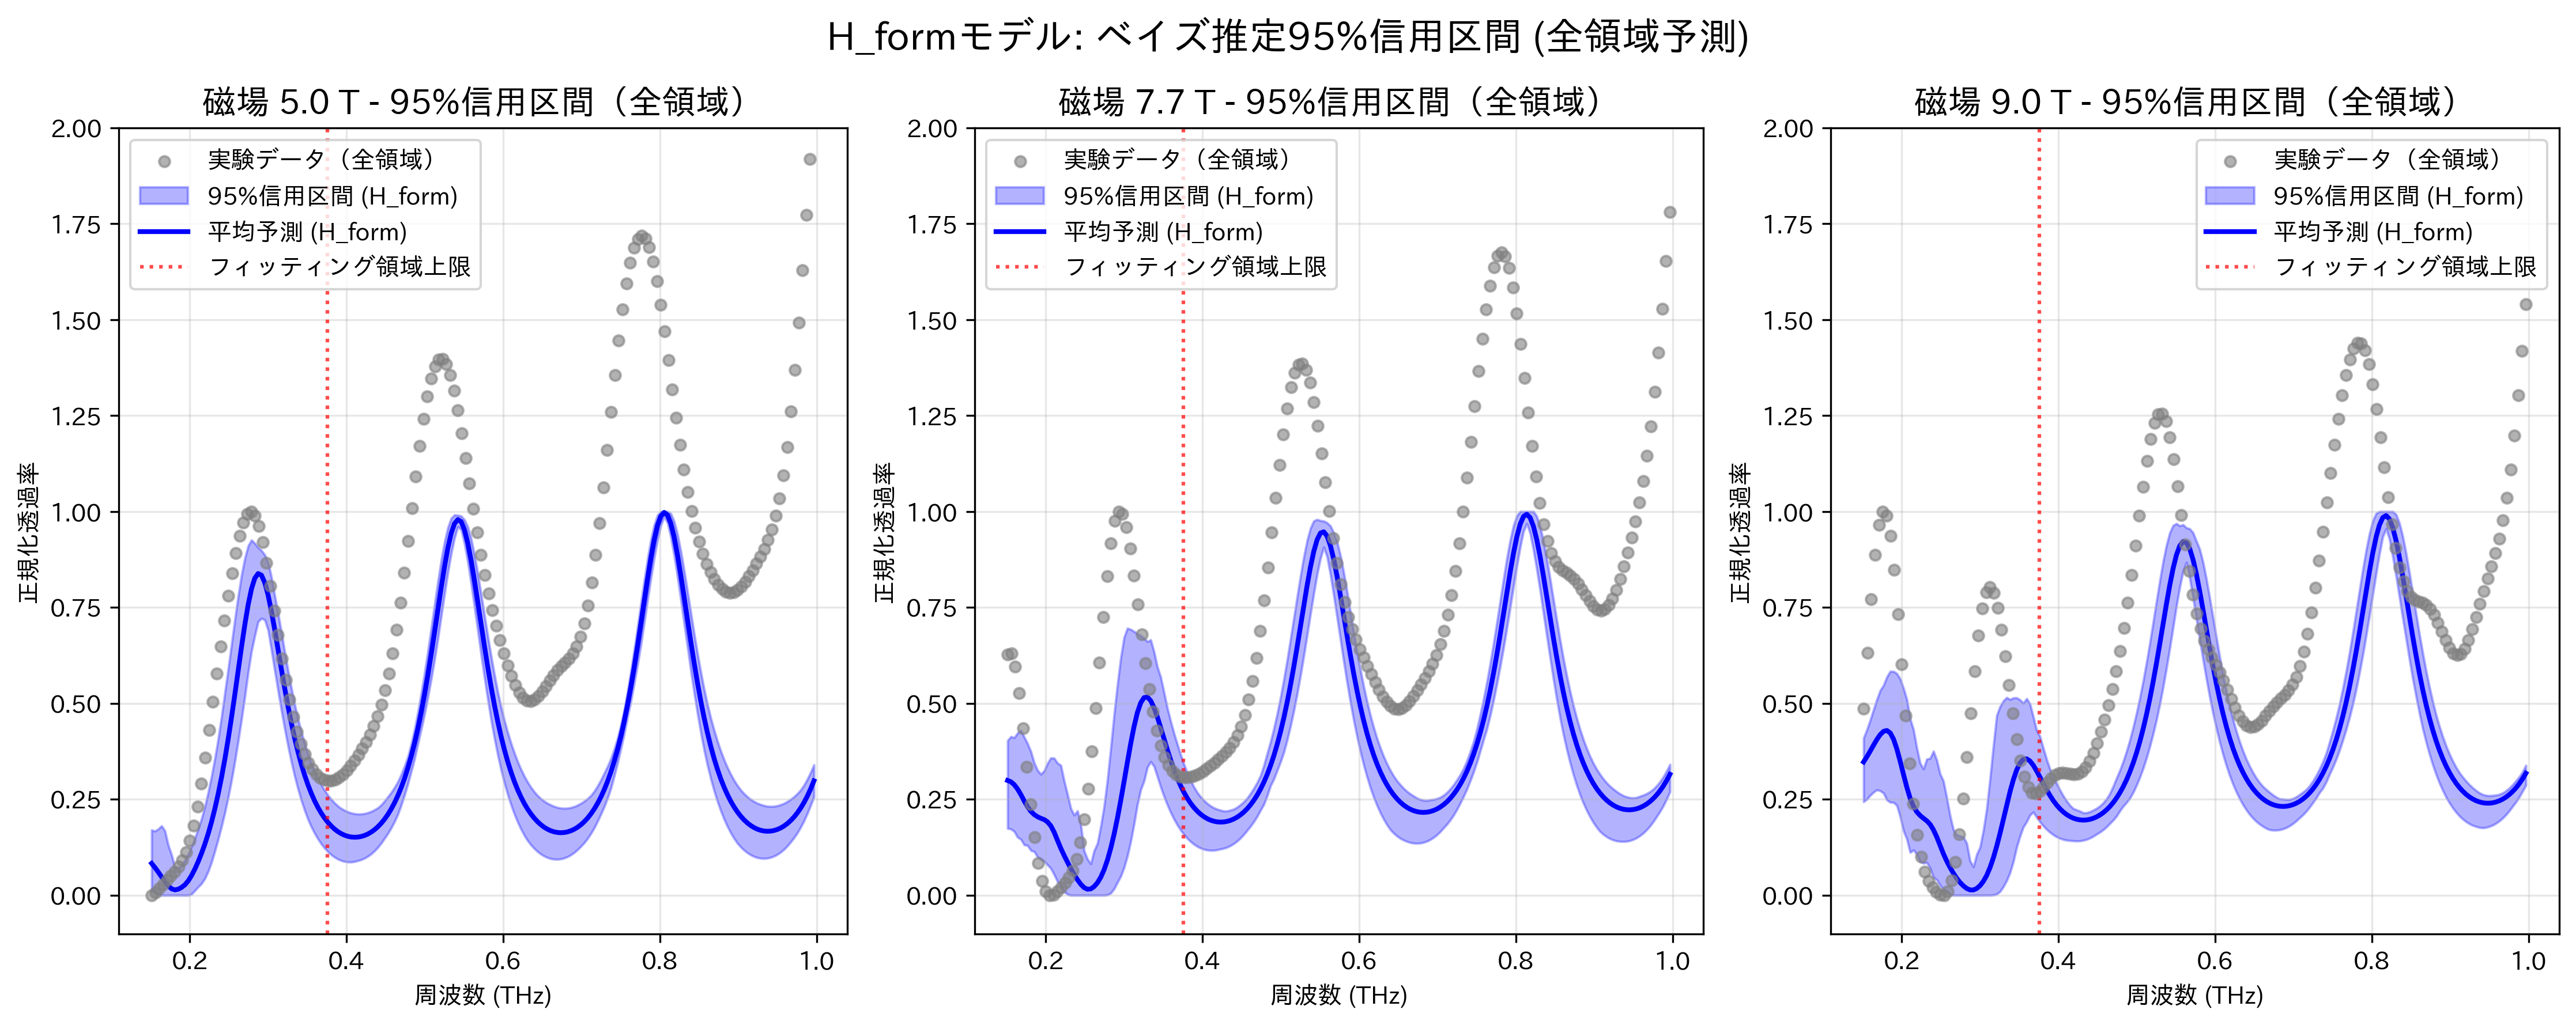 H_formモデル: ベイズ推定95%信用区間 (全領域予測)
磁場 5.0 T - 95%信用区間（全領域）
2.00
1.75
1.50
1.25
1.00
0.75
0.50
0.25
0.00
正規化透過率
実験データ（全領域）
95%信用区間 (H_form)
平均予測 (H_form)
フィッティング領域上限
0.2 0.4 0.6 0.8 1.0
周波数 (THz)
磁場 7.7 T - 95%信用区間（全領域）
2.00
1.75
1.50
1.25
1.00
0.75
0.50
0.25
0.00
正規化透過率
実験データ（全領域）
95%信用区間 (H_form)
平均予測 (H_form)
フィッティング領域上限
0.2 0.4 0.6 0.8 1.0
周波数 (THz)
磁場 9.0 T - 95%信用区間（全領域）
2.00
1.75
1.50
1.25
1.00
0.75
0.50
0.25
0.00
正規化透過率
実験データ（全領域）
95%信用区間 (H_form)
平均予測 (H_form)
フィッティング領域上限
0.2 0.4 0.6 0.8 1.0
周波数 (THz)